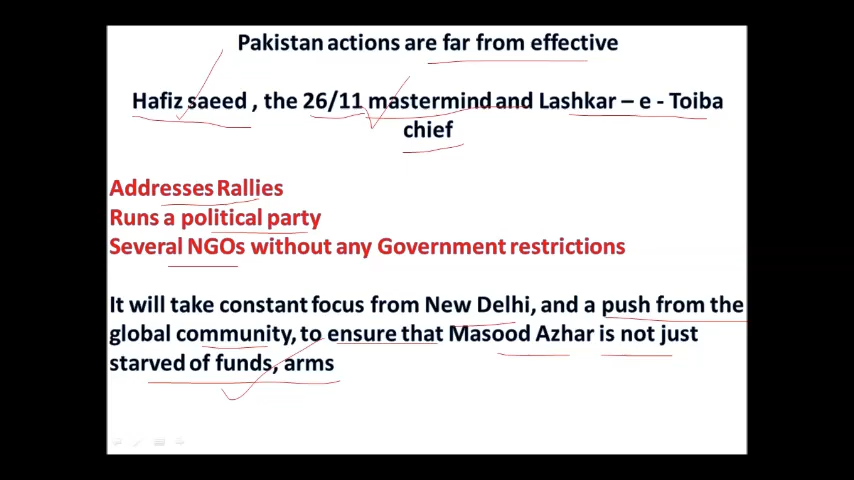 Pakistan actions are far from effective
Hafiz saeed , the 26/11 mastermind and Lashkar – e - Toiba
chief
Addresses Rallies
Runs a political party
Several NGOs without any Government restrictions
It will take constant focus from New Delhi, and a push from the
global community, to ensure that Masood Azhar is not just
starved of funds, arms